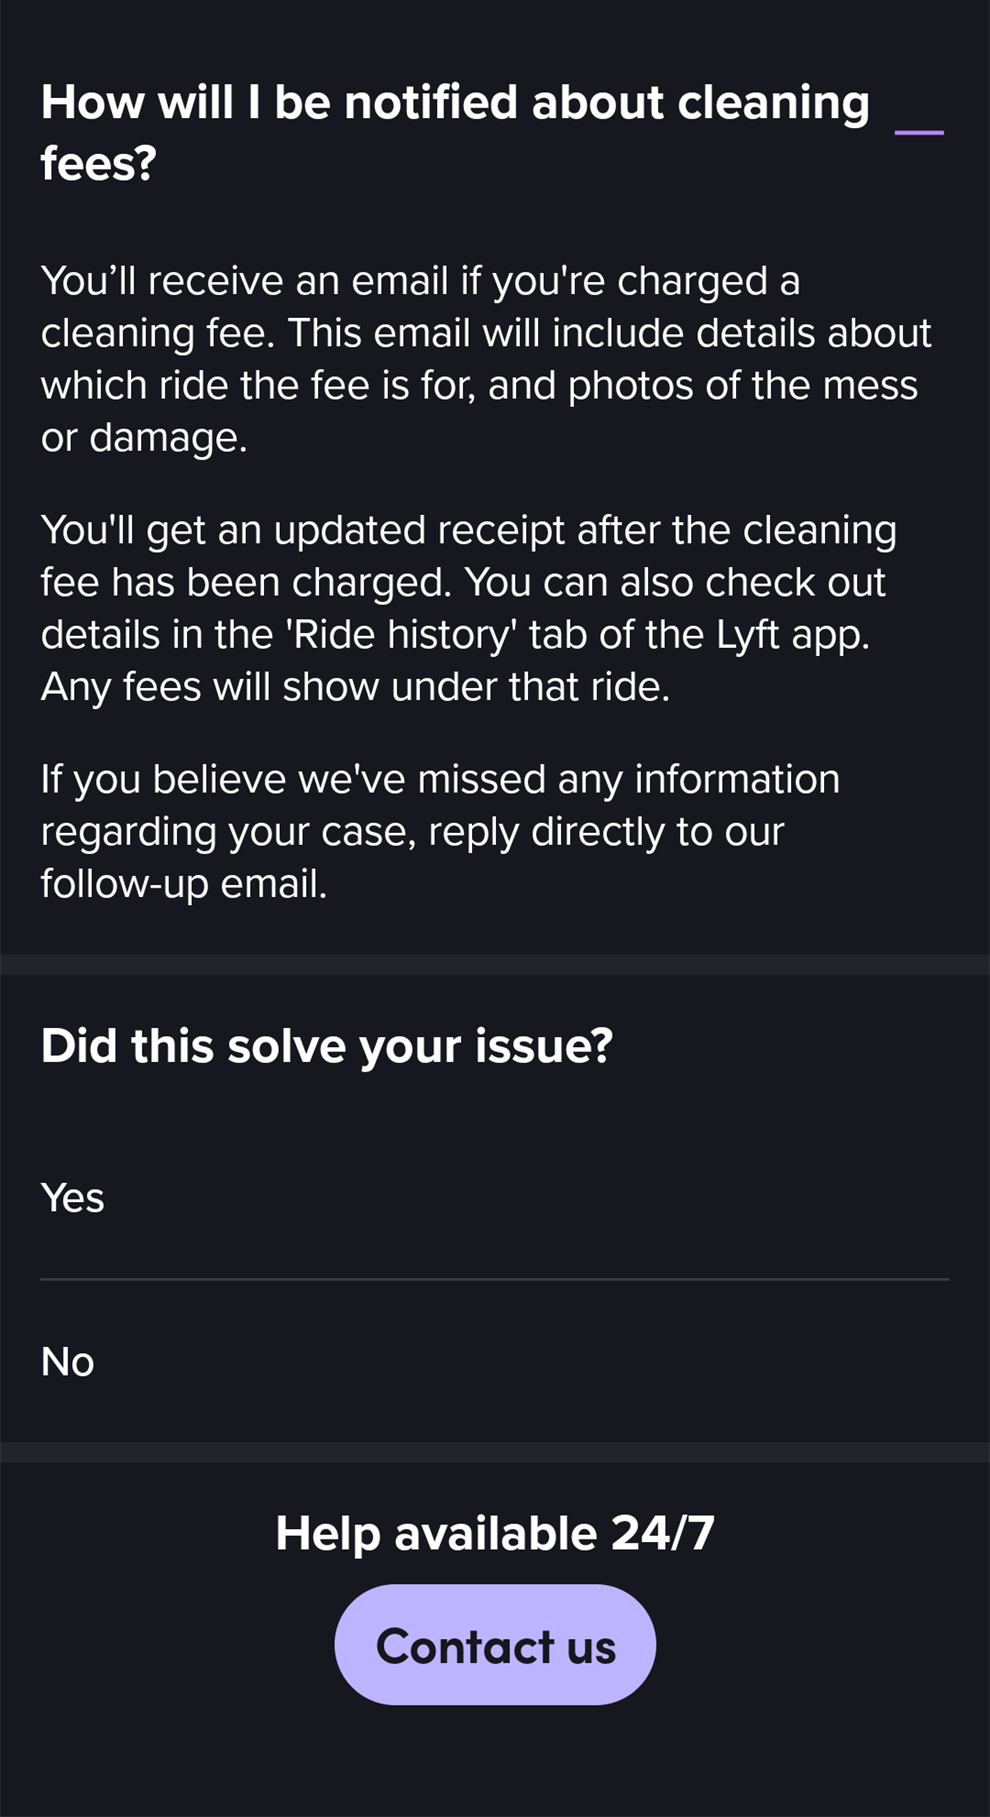 How will I be notified about cleaning
fees?
You’ll receive an email if you're charged a
cleaning fee. This email will include details about
which ride the fee is for, and photos of the mess
or damage.
You'll get an updated receipt after the cleaning
fee has been charged. You can also check out
details in the 'Ride history' tab of the Lyft app.
Any fees will show under that ride.
If you believe we've missed any information
regarding your case, reply directly to our
follow-up email.
Did this solve your issue?
Yes
No
Help available 24/7
Contact us